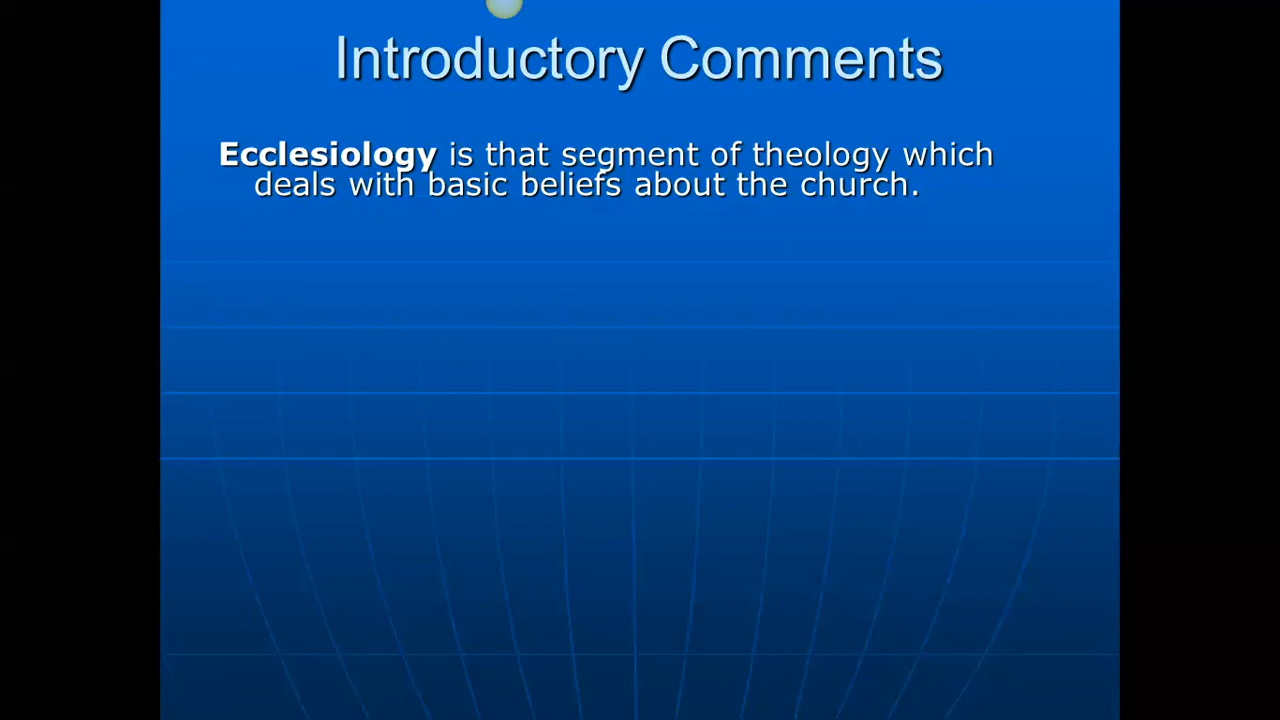 Introductory Comments
Ecclesiology is that segment of theology which
deals with basic beliefs about the church.